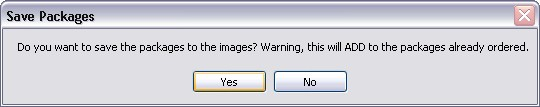 Save Packages
Do you want to save the packages to the images? Warning, this will ADD to the packages already ordered.
Yes
No